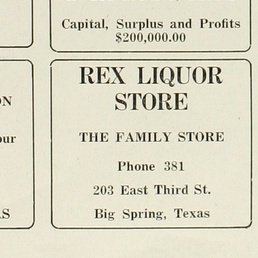 Capital, Surplus and Profits
$200,000.00
REX LIQUOR
STORE
THE FAMILY STORE
Phone 381
203 East Third St.
Big Spring, Texas